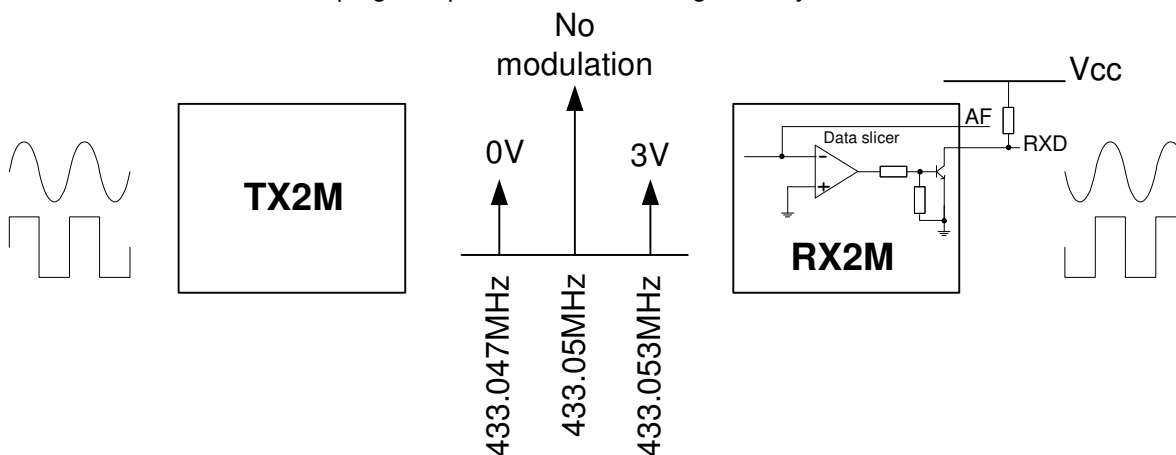 No
modulation
0V
3V
TX2M
433.047MHz
433.05MHz
433.053MHz
Vcc
AF
RXD
Data slicer
RX2M